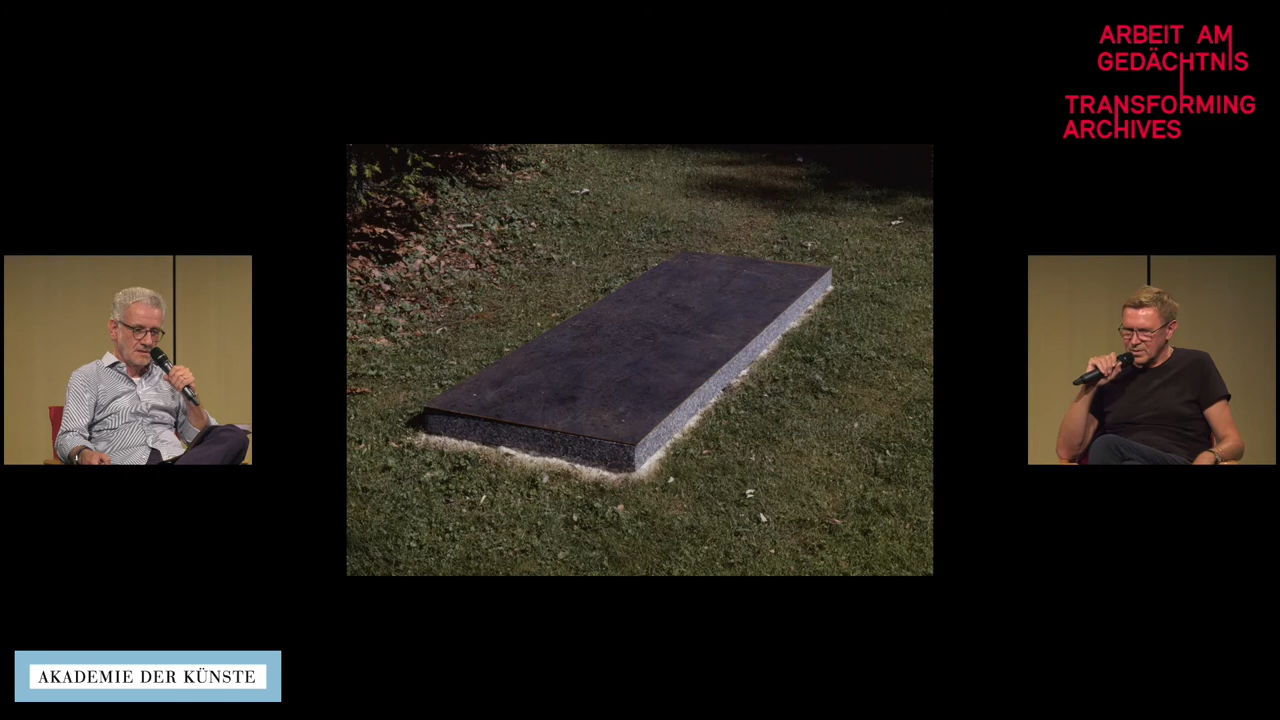 ARBEIT AM
GEDÄCHTNIS
TRANSFORMING
ARCHIVES
AKADEMIE DER KÜNSTE